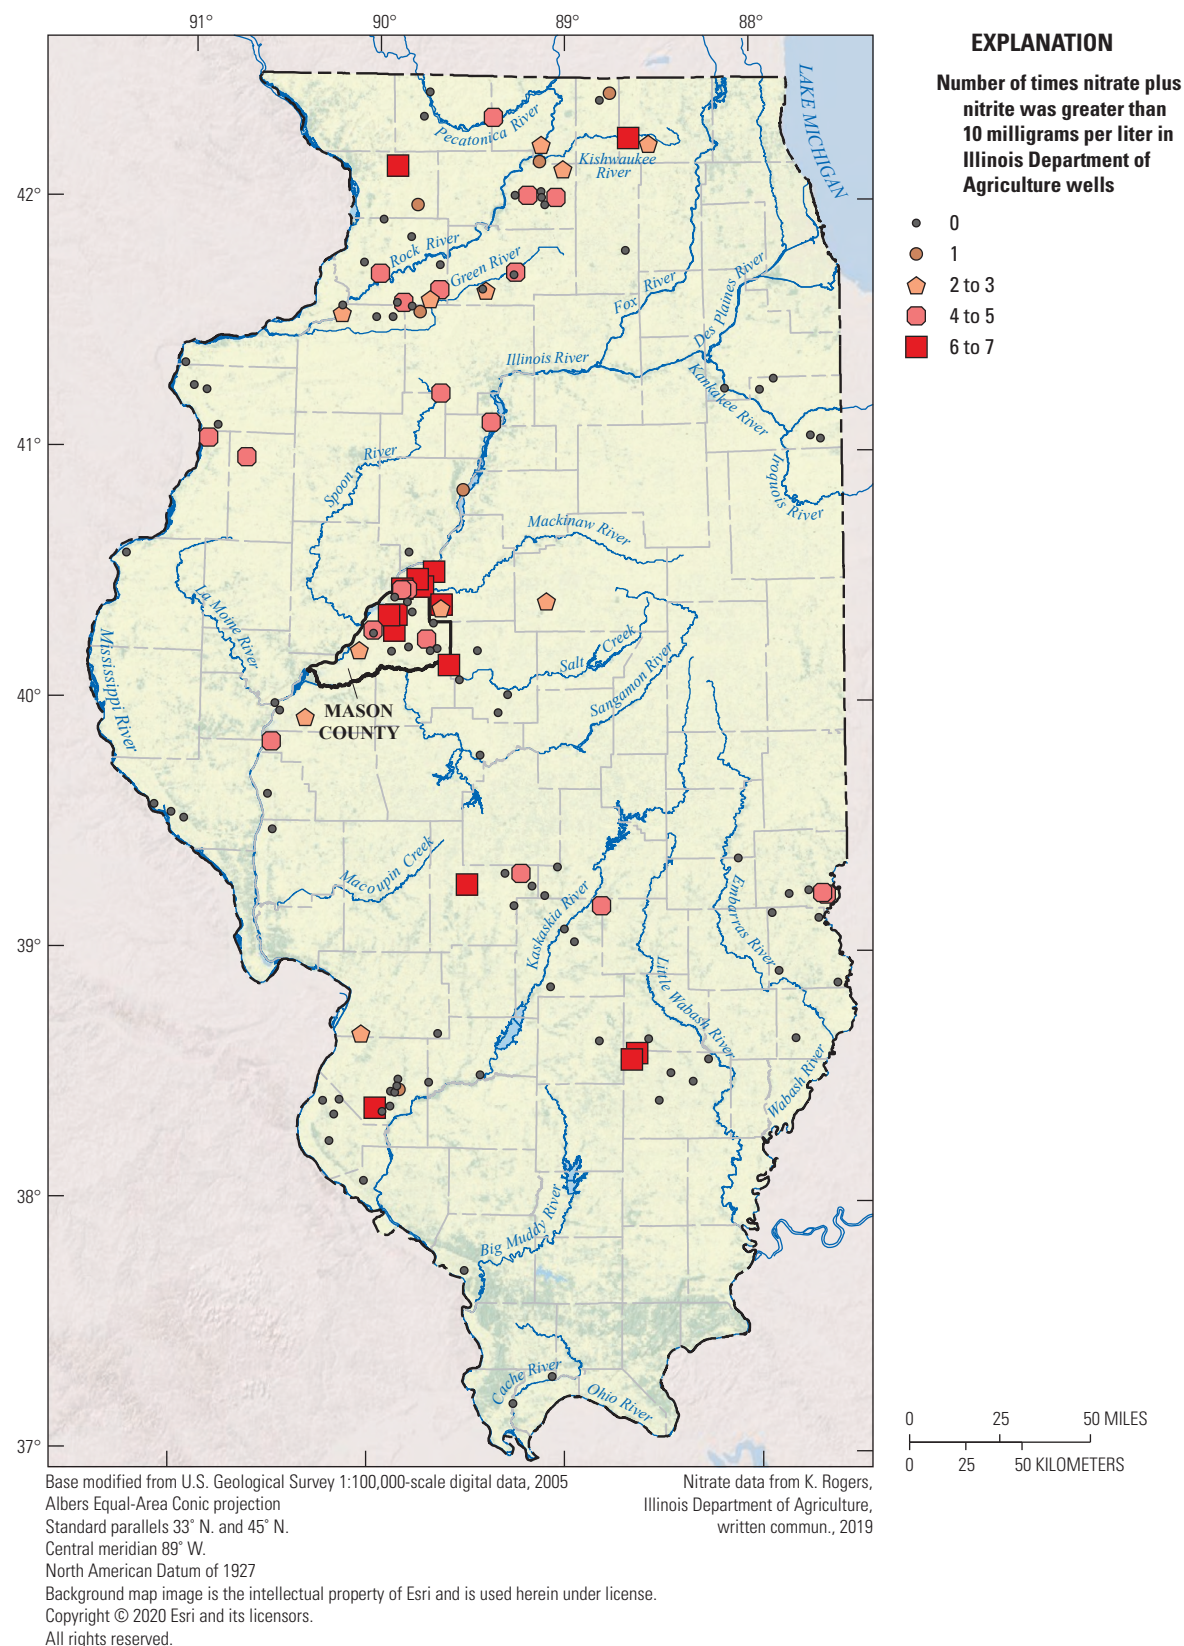 91°
90°
89°
88°
42°
41°
40°
39°
38°
37°
LAKE MICHIGAN
Pecatonica River
Kishwaukee
River
Rock River
Green River
Fox River
Des Plaines River
Illinois River
Kankakee River
Iroquois River
Spoon River
Mackinaw River
La Moine River
Mississippi River
Salt Creek
Sangamon River
MASON
COUNTY
Macoupin Creek
Kaskaskia River
Embarras River
Little Wabash River
Wabash River
Big Muddy River
Cache River
Ohio River
EXPLANATION
Number of times nitrate plus
nitrite was greater than
10 milligrams per liter in
Illinois Department of
Agriculture wells
0
1
2 to 3
4 to 5
6 to 7
0 25 50 MILES
0 25 50 KILOMETERS
Base modified from U.S. Geological Survey 1:100,000-scale digital data, 2005
Albers Equal-Area Conic projection
Standard parallels 33° N. and 45° N.
Central meridian 89° W.
North American Datum of 1927
Background map image is the intellectual property of Esri and is used herein under license.
Copyright © 2020 Esri and its licensors.
All rights reserved.
Nitrate data from K. Rogers,
Illinois Department of Agriculture,
written commun., 2019